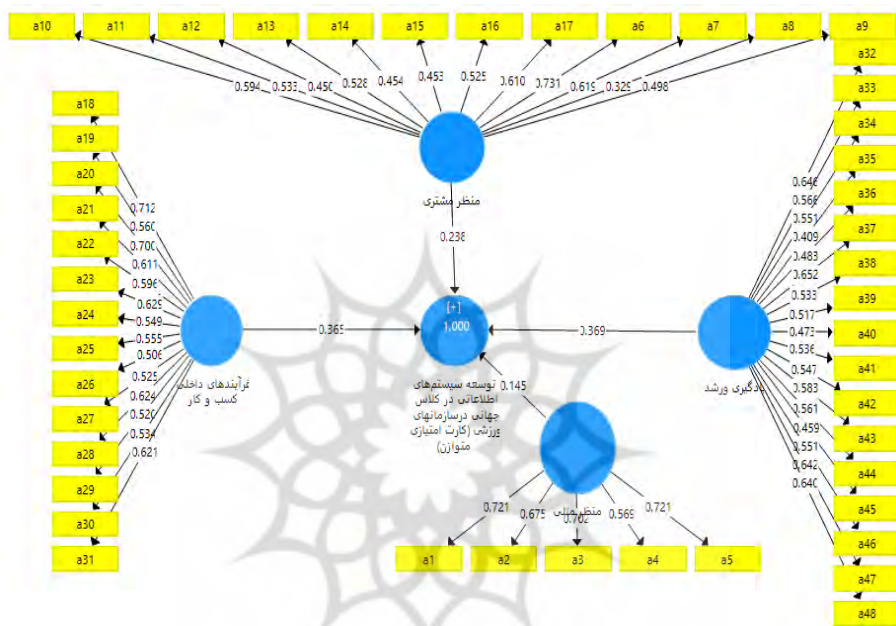 a10 a11 a12 a13 a14 a15 a16 a17 a6 a7 a8 a9
0.594 0.533 0.450 0.528 0.454 0.453 0.525 0.610 0.731 0.619 0.329 0.498
منظر مشتری
0.238
a18
a19
a20
a21
a22
a23
a24
a25
a26
a27
a28
a29
a30
a31
0.712
0.560
0.700
0.611
0.596
0.629
0.549
0.555
0.506
0.525
0.624
0.520
0.534
0.621
فرآیندهای داخلی
کسب و کار
0.365
[+]
1.000
توسعه سیستم‌های
اطلاعاتی در کلاس
جهانی درسازمانهای
ورزشی (کارت امتیازی
متوازن)
0.369
0.145
یادگیری ورشد
a32
a33
a34
a35
a36
a37
a38
a39
a40
a41
a42
a43
a44
a45
a46
a47
a48
0.646
0.566
0.551
0.409
0.483
0.652
0.533
0.517
0.473
0.536
0.547
0.583
0.561
0.459
0.551
0.642
0.640
منظر مالی
0.721 0.675 0.702 0.569 0.721
a1 a2 a3 a4 a5